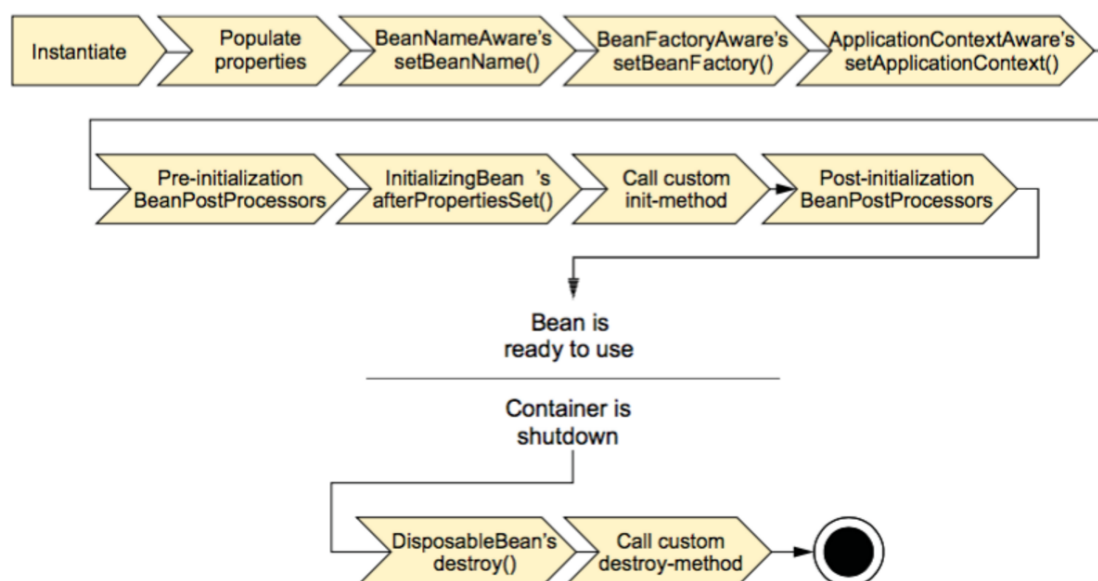 Instantiate
Populate
properties
BeanNameAware's
setBeanName()
BeanFactoryAware's
setBeanFactory()
ApplicationContextAware's
setApplicationContext()
Pre-initialization
BeanPostProcessors
InitializingBean 's
afterPropertiesSet()
Call custom
init-method
Post-initialization
BeanPostProcessors
Bean is
ready to use
Container is
shutdown
DisposableBean's
destroy()
Call custom
destroy-method